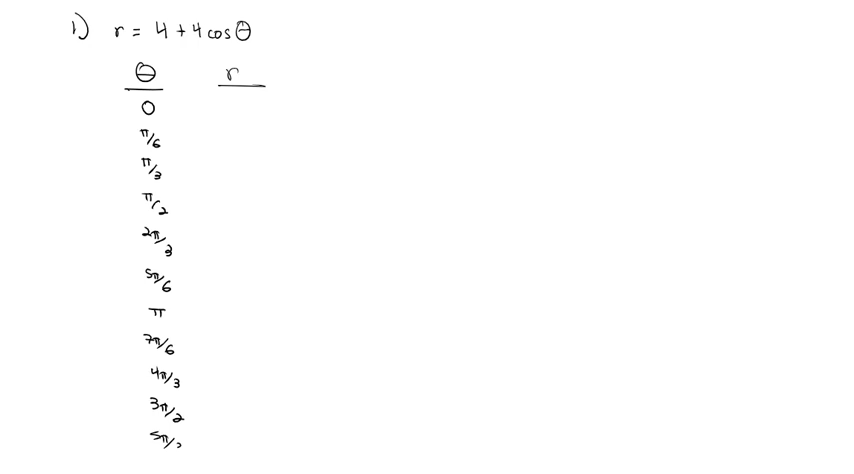 1) r = 4 + 4 cos θ
θ r
0
π/6
π/3
π/2
2π/3
5π/6
π
7π/6
4π/3
3π/2